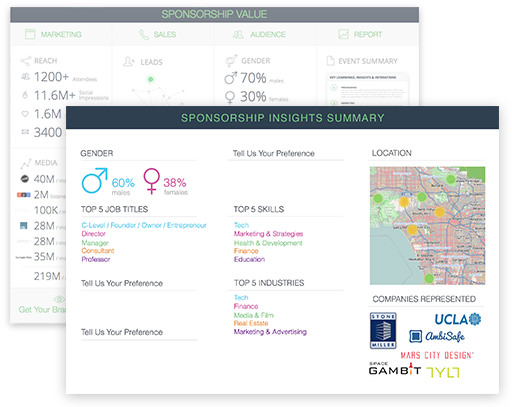 SPONSORSHIP VALUE
MARKETING
SALES
AUDIENCE
REPORT
REACH
1200+ Attendees
11.6M+ Social Impressions
1.6M
3400
LEADS
GENDER
70% males
30% females
EVENT SUMMARY
KEY LEARNINGS, INSIGHTS & INTERACTIONS
MEDIA
40M
2M
100K
28M
28M
35M
219M
Get Your Bra
SPONSORSHIP INSIGHTS SUMMARY
GENDER
60% males
38% females
TOP 5 JOB TITLES
C-Level / Founder / Owner / Entrepreneur
Director
Manager
Consultant
Professor
Tell Us Your Preference
Tell Us Your Preference
Tell Us Your Preference
TOP 5 SKILLS
Tech
Marketing & Strategies
Health & Development
Finance
Education
TOP 5 INDUSTRIES
Tech
Finance
Media & Film
Real Estate
Marketing & Advertising
LOCATION
COMPANIES REPRESENTED
STONE
MILLER
UCLA
AmbiSafe
MARS CITY DESIGN
SPACE
GAMBIT